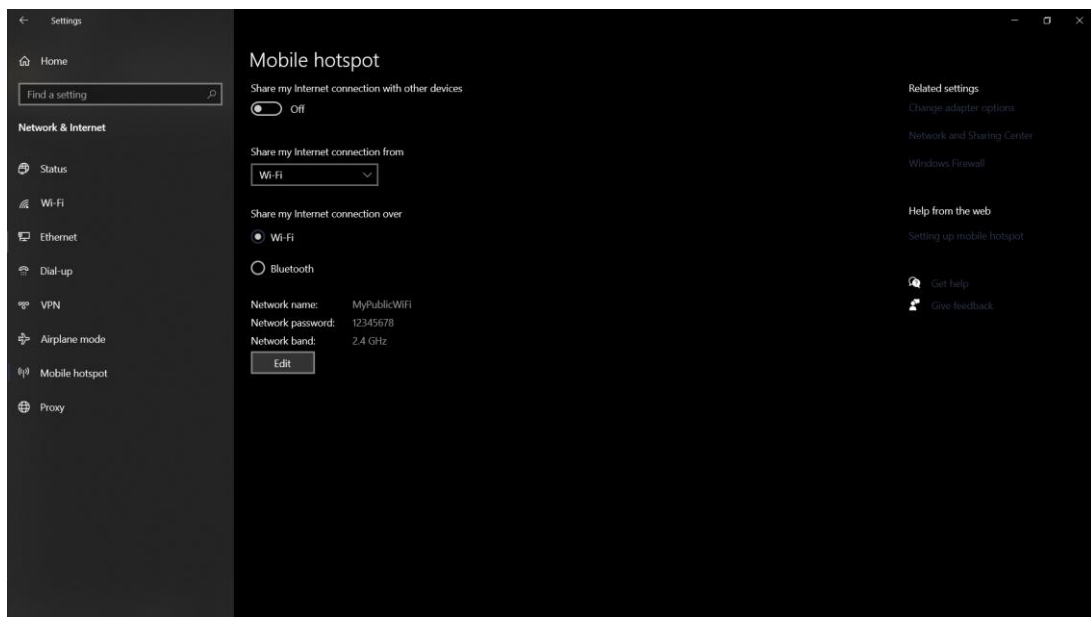 Settings
Home
Find a setting
Network & Internet
Status
Wi-Fi
Ethernet
Dial-up
VPN
Airplane mode
Mobile hotspot
Proxy
Mobile hotspot
Share my Internet connection with other devices
Off
Share my Internet connection from
Wi-Fi
Share my Internet connection over
Wi-Fi
Bluetooth
Network name: MyPublicWiFi
Network password: 12345678
Network band: 2.4 GHz
Edit
Related settings
Change adapter options
Network and Sharing Center
Windows Firewall
Help from the web
Setting up mobile hotspot
Get help
Give feedback